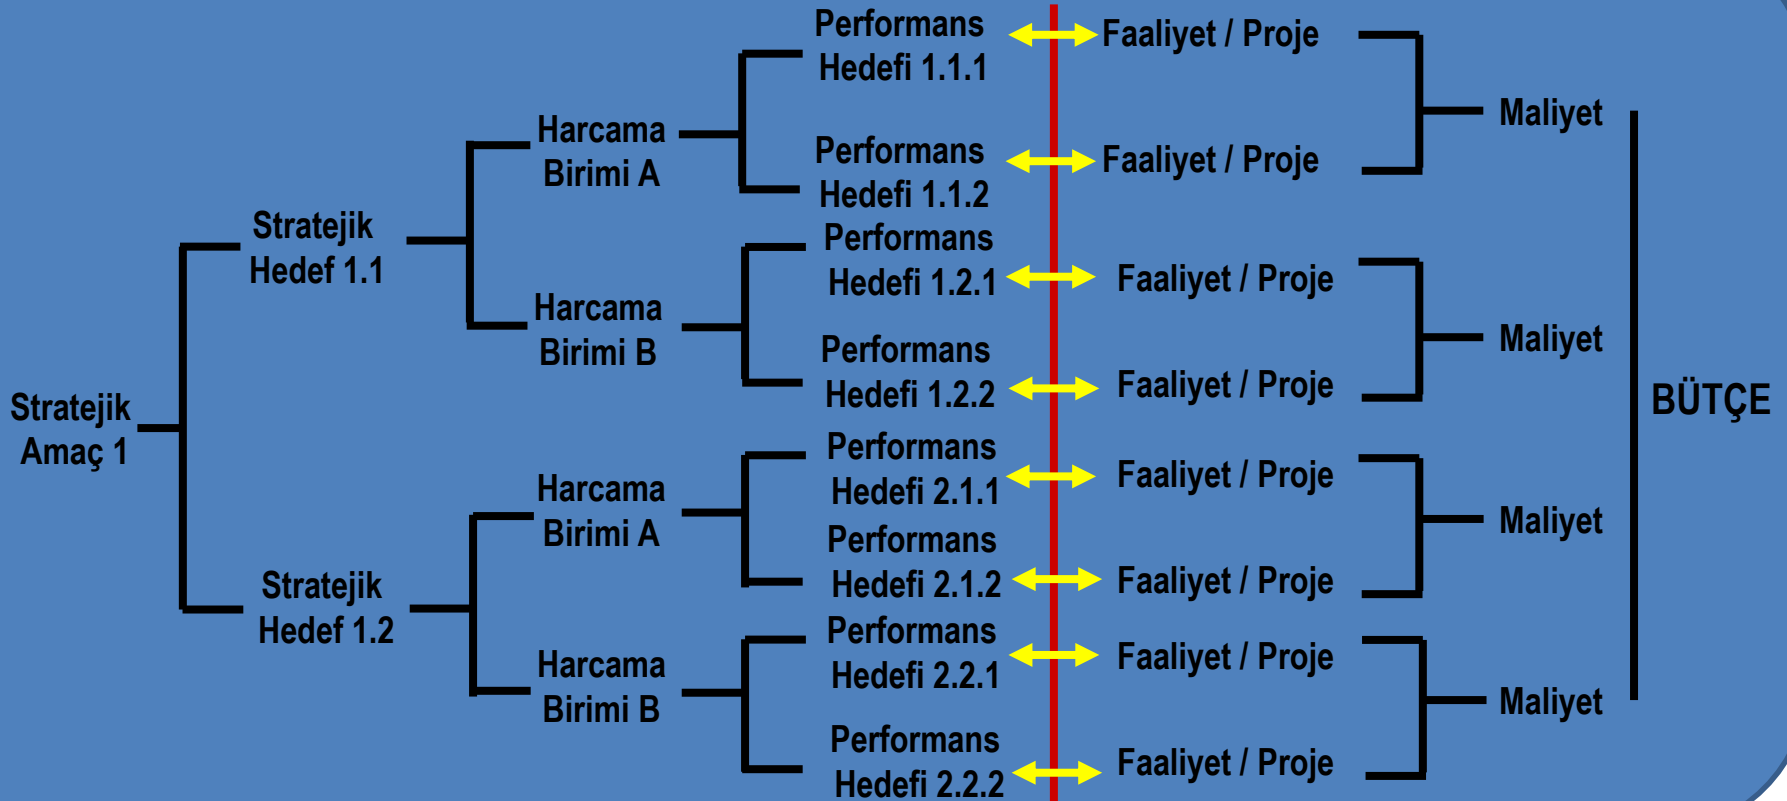 Stratejik
Amaç 1
Stratejik
Hedef 1.1
Stratejik
Hedef 1.2
Harcama
Birimi A
Harcama
Birimi B
Harcama
Birimi A
Harcama
Birimi B
Performans
Hedefi 1.1.1
Performans
Hedefi 1.1.2
Performans
Hedefi 1.2.1
Performans
Hedefi 1.2.2
Performans
Hedefi 2.1.1
Performans
Hedefi 2.1.2
Performans
Hedefi 2.2.1
Performans
Hedefi 2.2.2
Faaliyet / Proje
Faaliyet / Proje
Faaliyet / Proje
Faaliyet / Proje
Faaliyet / Proje
Faaliyet / Proje
Faaliyet / Proje
Faaliyet / Proje
Maliyet
Maliyet
Maliyet
Maliyet
BÜTÇE